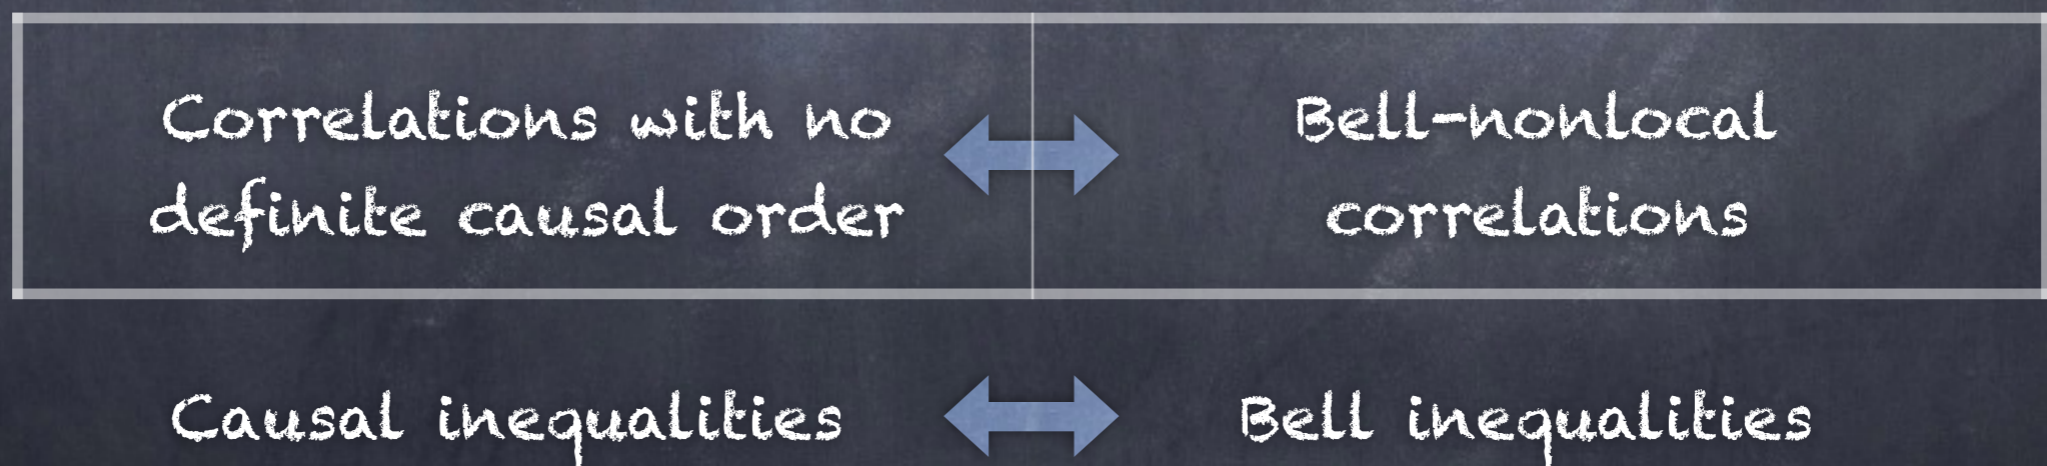 Correlations with no
definite causal order
Bell-nonlocal
correlations
Causal inequalities
Bell inequalities